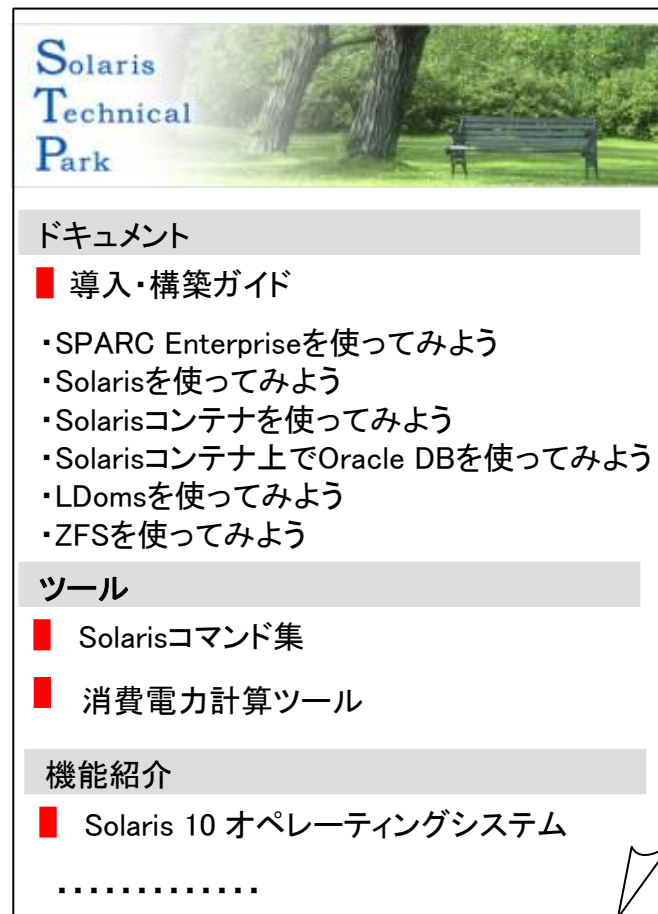 Solaris
Technical
Park
ドキュメント
導入・構築ガイド
・SPARC Enterpriseを使ってみよう
・Solarisを使ってみよう
・Solarisコンテナを使ってみよう
・Solarisコンテナ上でOracle DBを使ってみよう
・LDomsを使ってみよう
・ZFSを使ってみよう
ツール
Solarisコマンド集
消費電力計算ツール
機能紹介
Solaris 10 オペレーティングシステム
・・・・・・・・・・・・・